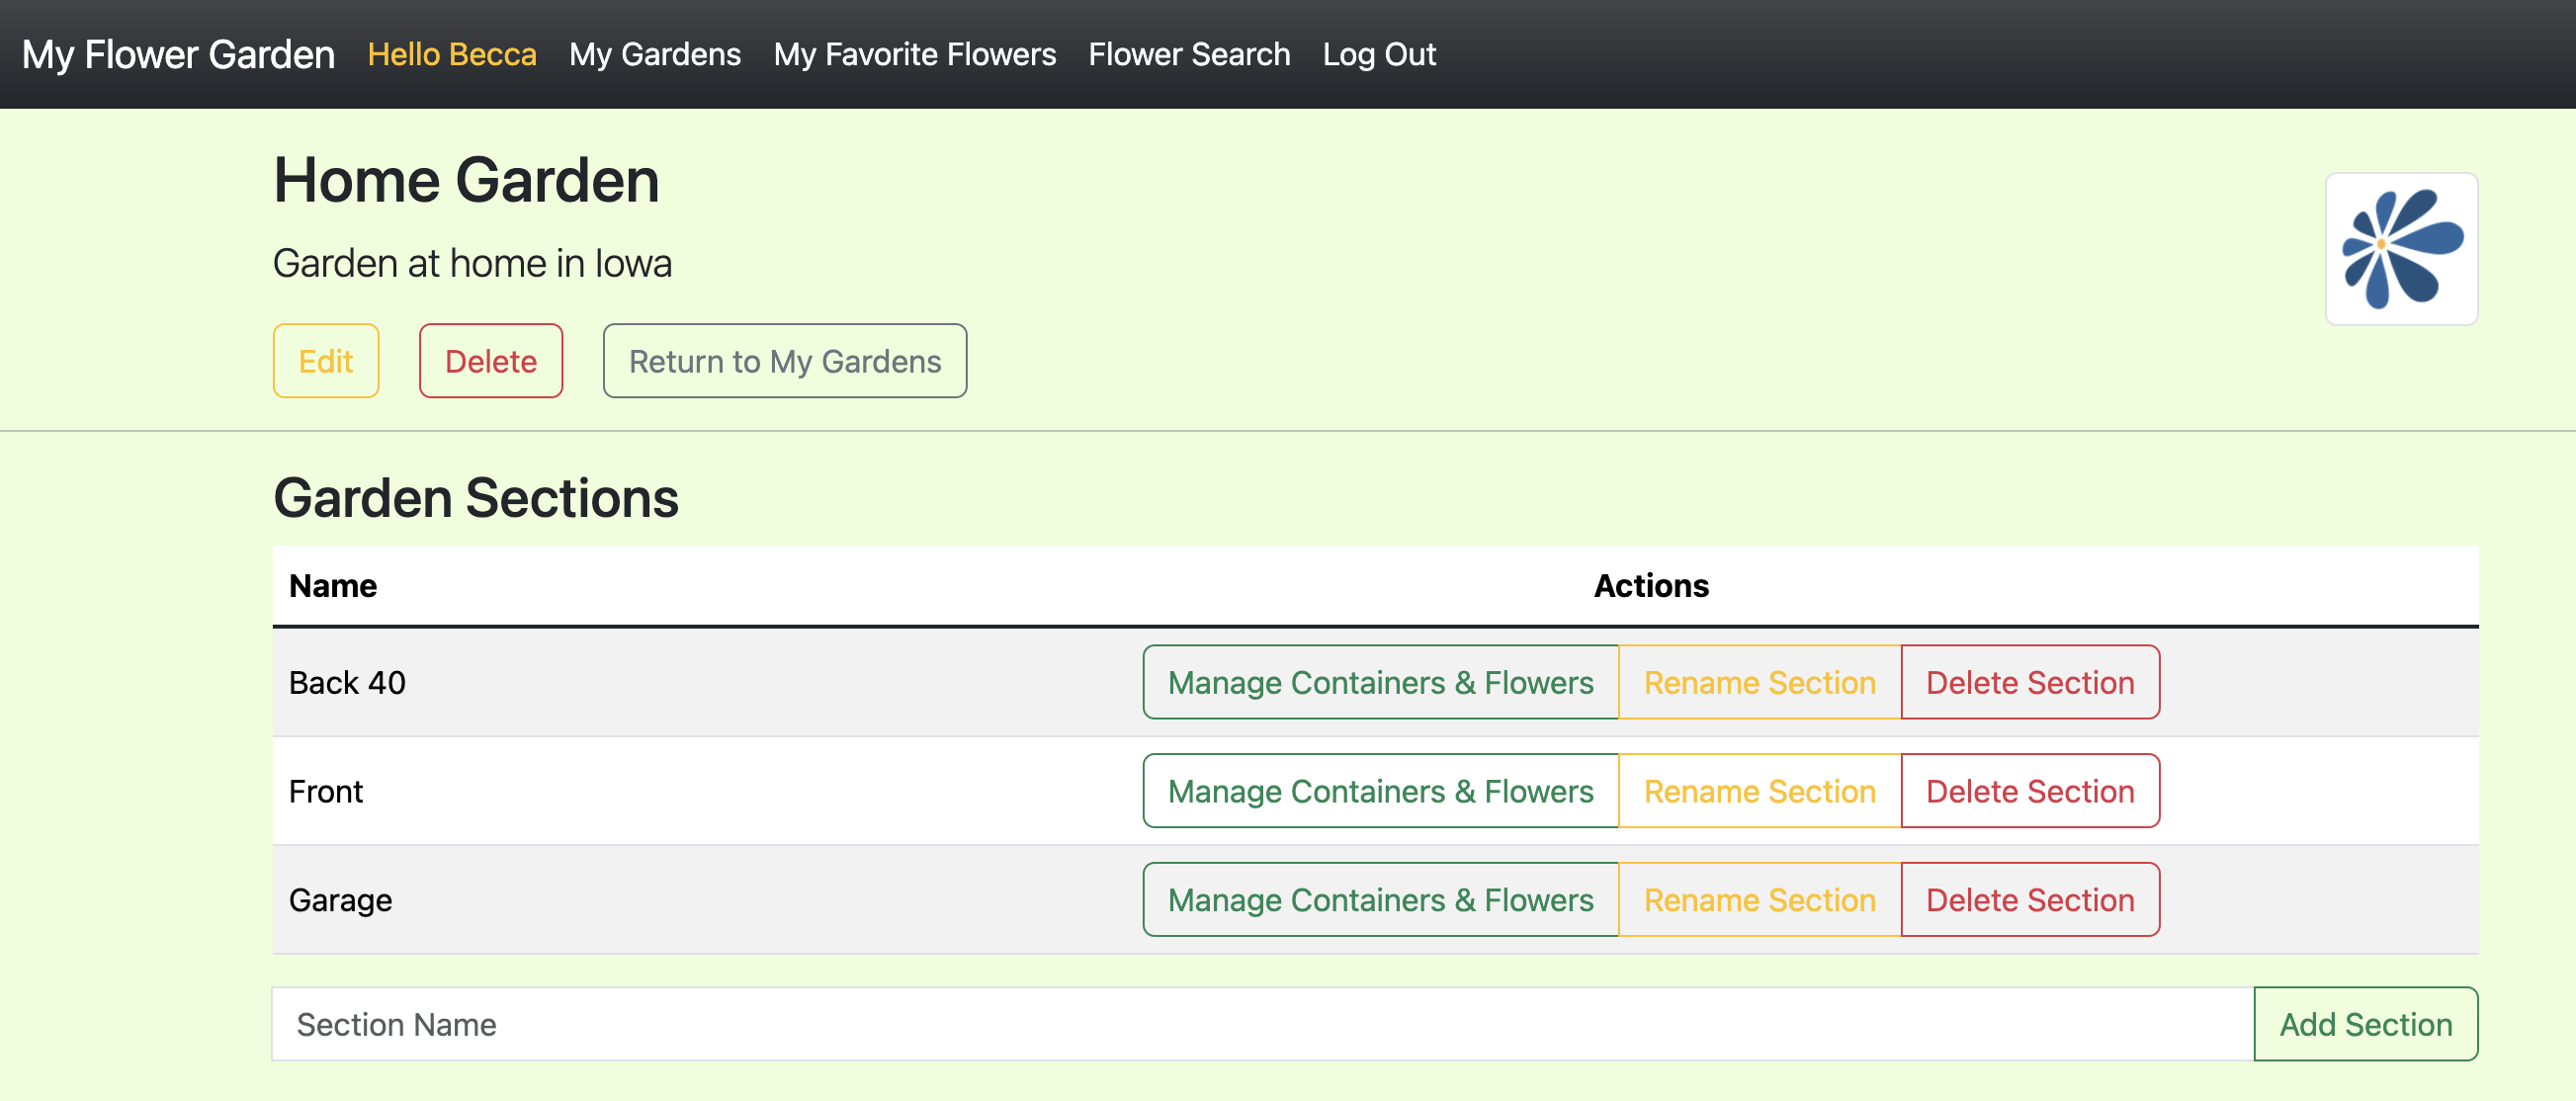 My Flower Garden Hello Becca My Gardens My Favorite Flowers Flower Search Log Out
Home Garden
Garden at home in Iowa
Edit Delete Return to My Gardens
Garden Sections
Name Actions
Back 40 Manage Containers & Flowers Rename Section Delete Section
Front Manage Containers & Flowers Rename Section Delete Section
Garage Manage Containers & Flowers Rename Section Delete Section
Section Name Add Section